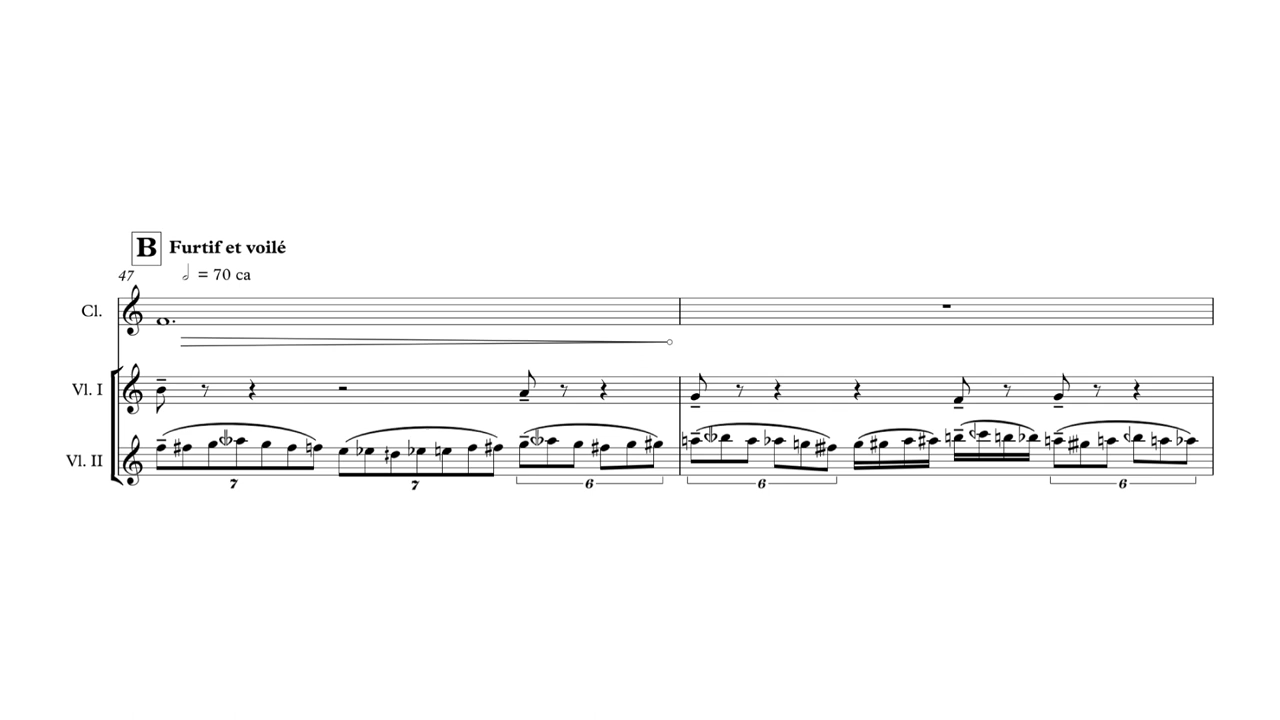 B Furtif et voilé
47 = 70 ca
Cl.
Vl. I
Vl. II
7 7 6 6 6